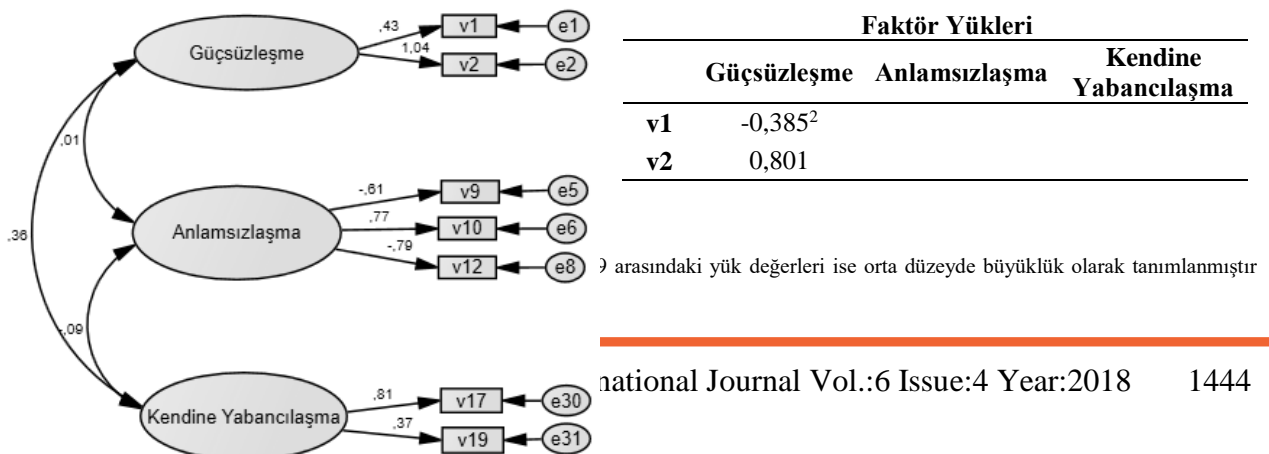 Güçsüzleşme
,43
v1
e1
1,04
v2
e2
,01
,36
Anlamsızlaşma
-,61
v9
e5
,77
v10
e6
-,79
v12
e8
-,09
Kendine Yabancılaşma
,81
v17
e30
,37
v19
e31
Faktör Yükleri
Güçsüzleşme Anlamsızlaşma Kendine
Yabancılaşma
v1 -0,385²
v2 0,801
9 arasındaki yük değerleri ise orta düzeyde büyüklük olarak tanımlanmıştır
national Journal Vol.:6 Issue:4 Year:2018 1444